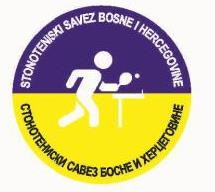 STONOTENISKI SAVEZ BOSNE I HERCEGOVINE
СТОНОТЕНИСКИ САВЕЗ БОСНЕ И ХЕРЦЕГОВИНЕ